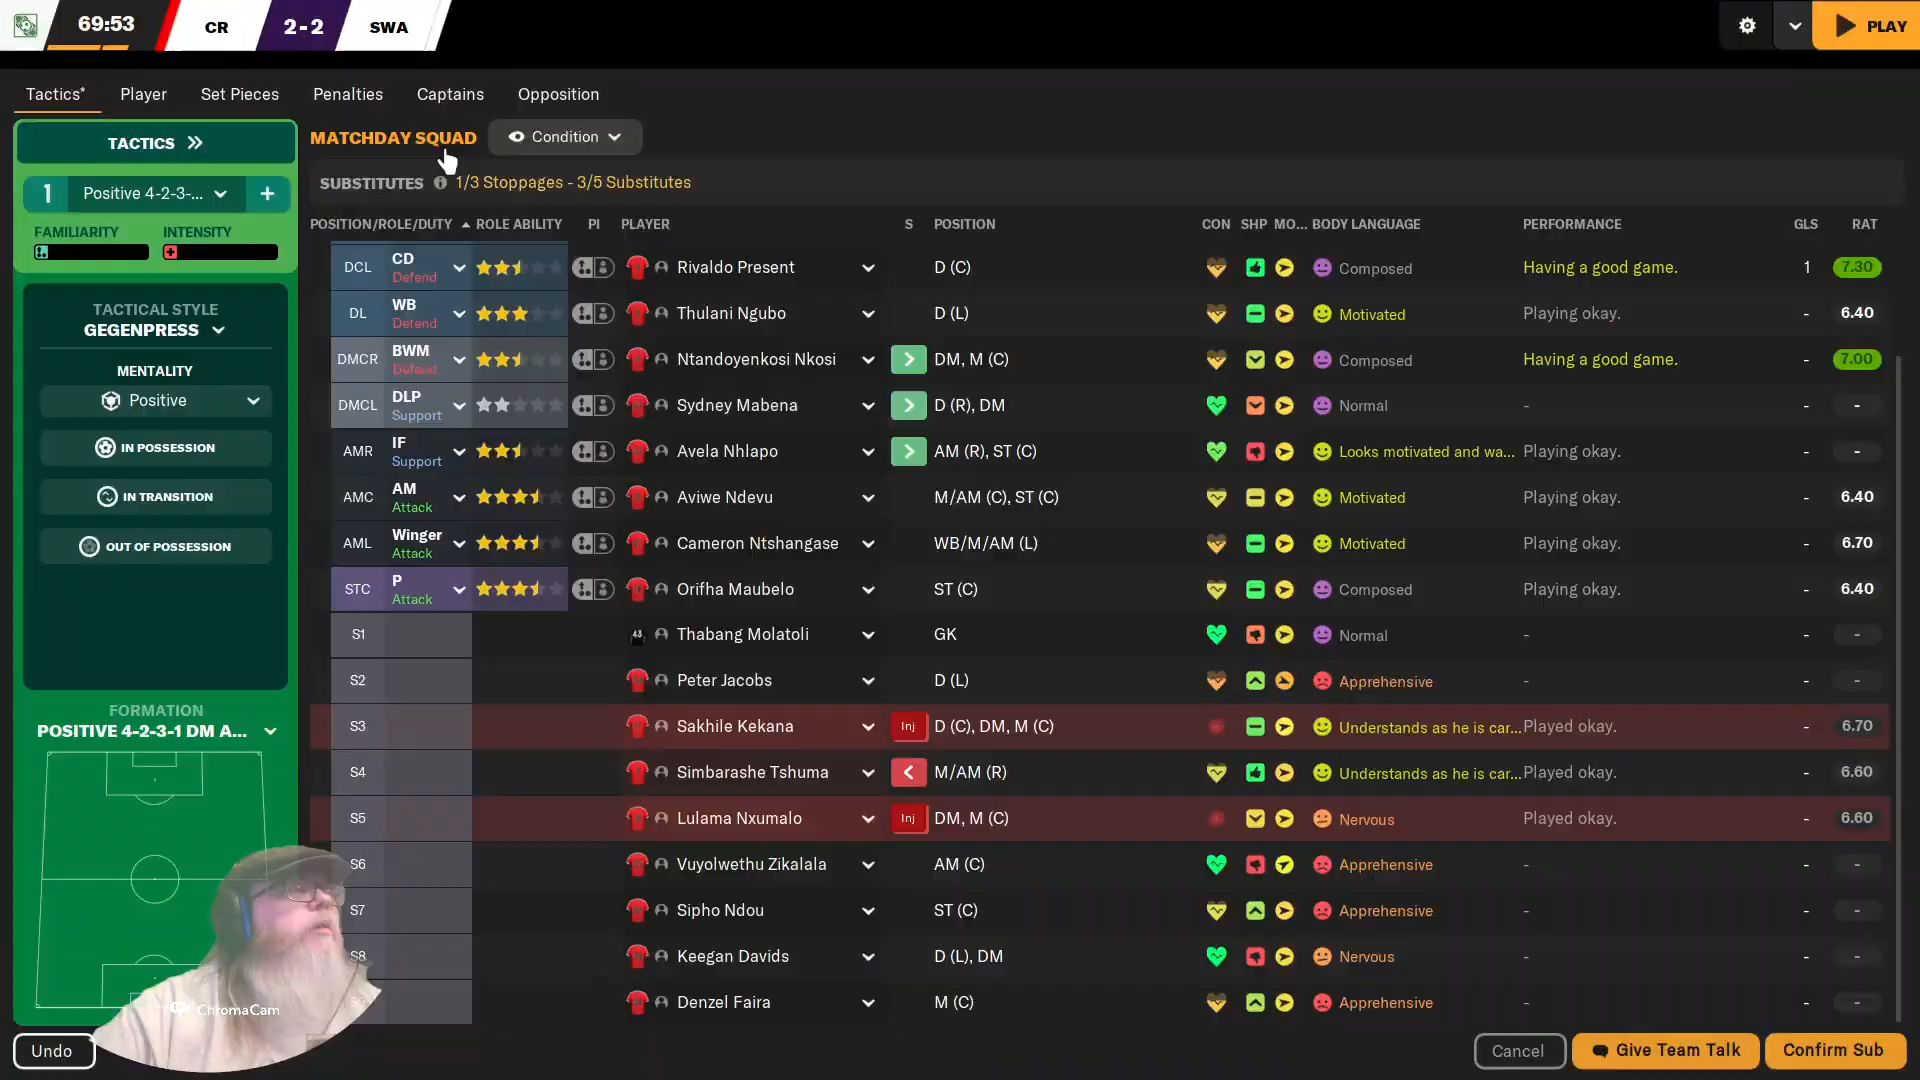 69:53 CR 2-2 SWA PLAY
Tactics* Player Set Pieces Penalties Captains Opposition
TACTICS
1 Positive 4-2-3-...
FAMILIARITY INTENSITY
TACTICAL STYLE
GEGENPRESS
MENTALITY
Positive
IN POSSESSION
IN TRANSITION
OUT OF POSSESSION
FORMATION
POSITIVE 4-2-3-1 DM A...
MATCHDAY SQUAD Condition
SUBSTITUTES 1/3 Stoppages - 3/5 Substitutes
POSITION/ROLE/DUTY ROLE ABILITY PI PLAYER S POSITION CON SHP MO... BODY LANGUAGE PERFORMANCE GLS RAT
DCL CD Defend Rivaldo Present D (C) Composed Having a good game. 1 7.30
DL WB Defend Thulani Ngubo D (L) Motivated Playing okay. - 6.40
DMCR BWM Defend Ntandoyenkosi Nkosi DM, M (C) Composed Having a good game. - 7.00
DMCL DLP Support Sydney Mabena D (R), DM Normal - - -
AMR IF Support Avela Nhlapo AM (R), ST (C) Looks motivated and wa... Playing okay. - -
AMC AM Attack Aviwe Ndevu M/AM (C), ST (C) Motivated Playing okay. - 6.40
AML Winger Attack Cameron Ntshangase WB/M/AM (L) Motivated Playing okay. - 6.70
STC P Attack Orifha Maubelo ST (C) Composed Playing okay. - 6.40
S1 43 Thabang Molatoli GK Normal - - -
S2 Peter Jacobs D (L) Apprehensive - - -
S3 Sakhile Kekana Inj D (C), DM, M (C) Understands as he is car... Played okay. - 6.70
S4 Simbarashe Tshuma M/AM (R) Understands as he is car... Played okay. - 6.60
S5 Lulama Nxumalo Inj DM, M (C) Nervous Played okay. - 6.60
S6 Vuyolwethu Zikalala AM (C) Apprehensive - - -
S7 Sipho Ndou ST (C) Apprehensive - - -
S8 Keegan Davids D (L), DM Nervous - - -
Denzel Faira M (C) Apprehensive - - -
ChromaCam
Undo Cancel Give Team Talk Confirm Sub